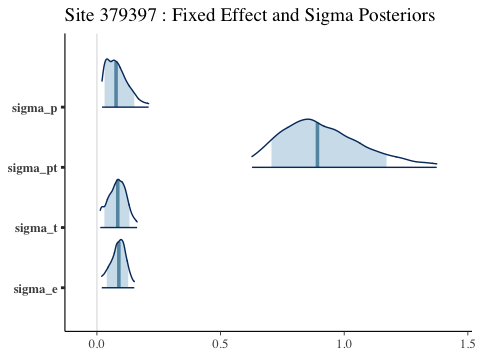 Site 379397 : Fixed Effect and Sigma Posteriors
sigma_p
sigma_pt
sigma_t
sigma_e
0.0 0.5 1.0 1.5